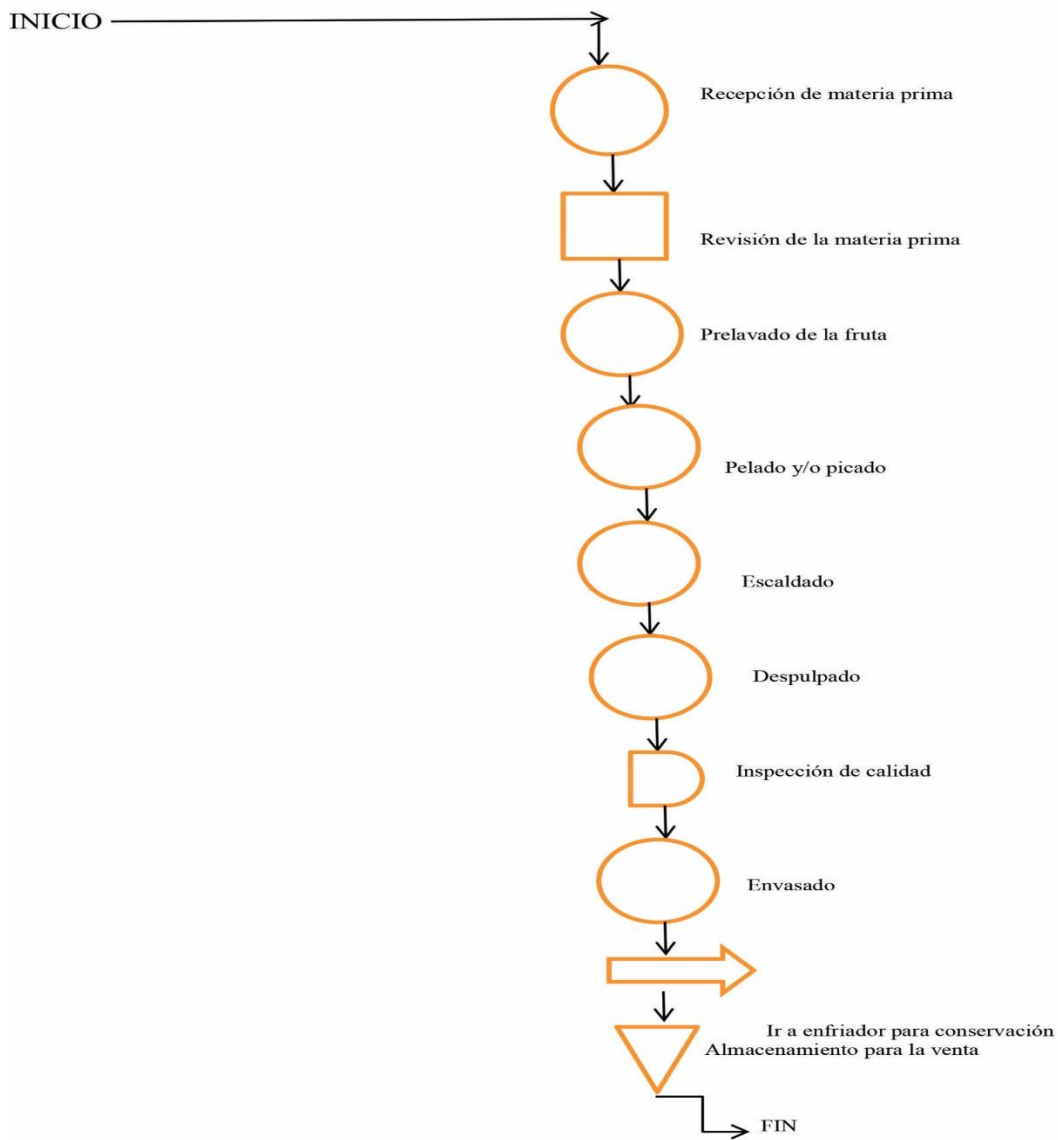 INICIO
Recepción de materia prima
Revisión de la materia prima
Prelavado de la fruta
Pelado y/o picado
Escaldado
Despulpado
Inspección de calidad
Envasado
Ir a enfriador para conservación
Almacenamiento para la venta
FIN